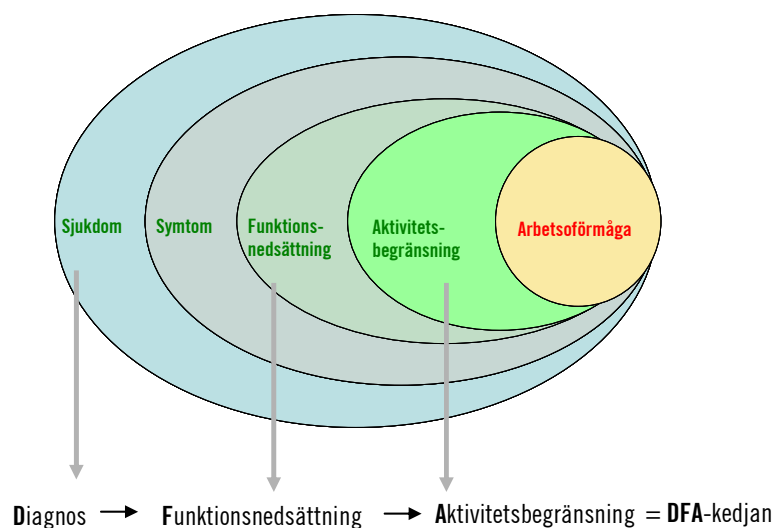 Sjukdom
Symtom
Funktions-
nedsättning
Aktivitets-
begränsning
Arbetsoförmåga
Diagnos → Funktionsnedsättning → Aktivitetsbegränsning = DFA-kedjan